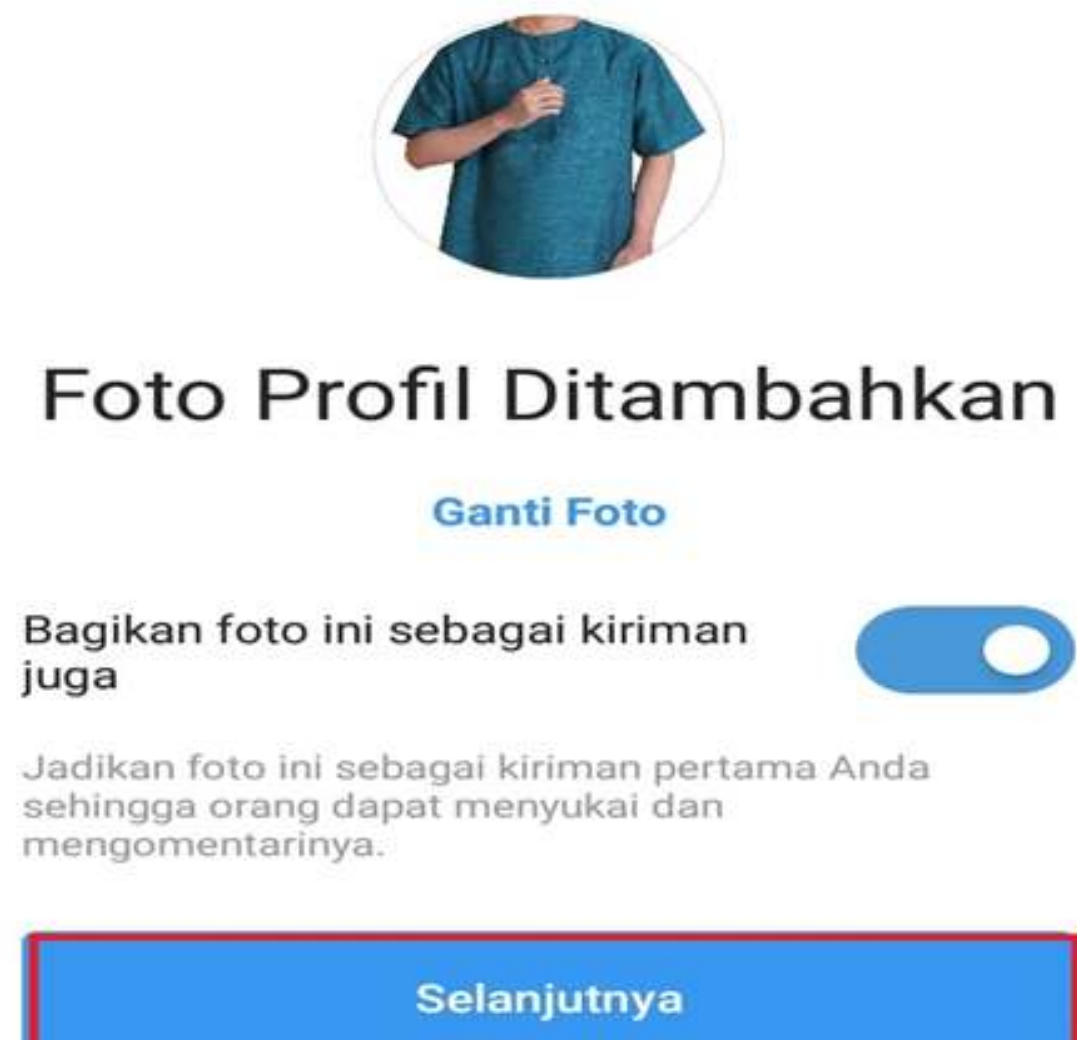 Foto Profil Ditambahkan
Ganti Foto
Bagikan foto ini sebagai kiriman
juga
Jadikan foto ini sebagai kiriman pertama Anda
sehingga orang dapat menyukai dan
mengomentarinya.
Selanjutnya